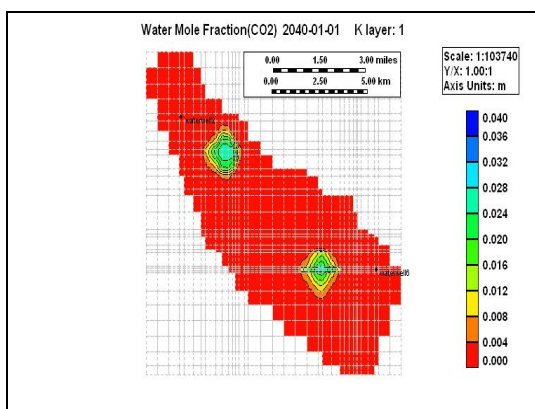 Water Mole Fraction(CO2) 2040-01-01 K layer: 1
0.00 1.50 3.00 miles
0.00 2.50 5.00 km
Scale: 1:103740
Y/X: 1.00:1
Axis Units: m
0.040
0.036
0.032
0.028
0.024
0.020
0.016
0.012
0.008
0.004
0.000